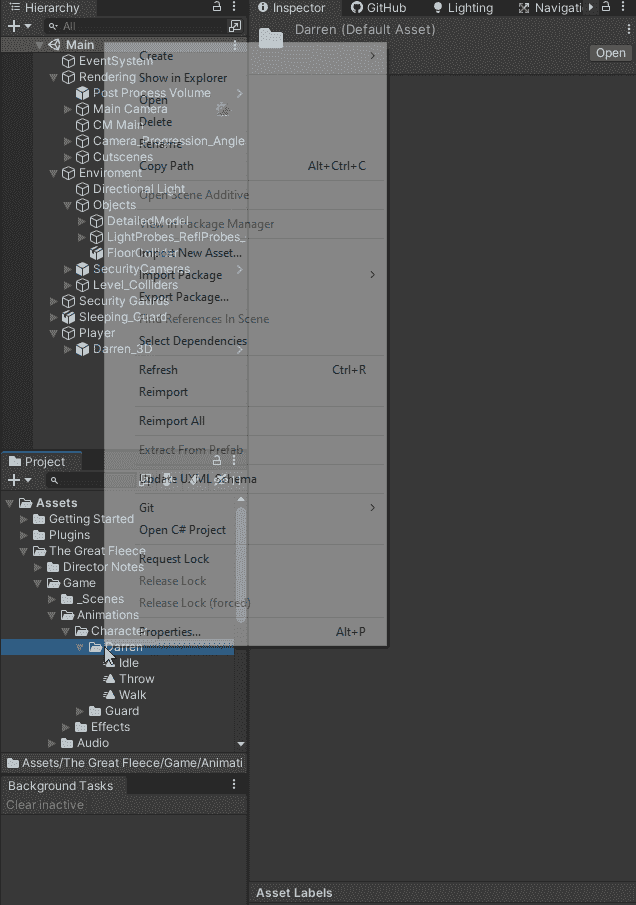 Hierarchy
All
Main
EventSystem
Rendering
Post Process Volume
Main Camera
CM Main
Camera_Progression_Angle
Cutscenes
Enviroment
Directional Light
Objects
DetailedModel
LightProbes_ReflProbes_
FloorCollider
SecurityCameras
Level_Colliders
Security Gaurds
Sleeping_Guard
Player
Darren_3D
Inspector
GitHub
Lighting
Navigati
Darren (Default Asset)
Open
Create
Show in Explorer
Open
Delete
Rename
Copy Path Alt+Ctrl+C
Open Scene Additive
View in Package Manager
Import New Asset...
Import Package
Export Package...
Find References In Scene
Select Dependencies
Refresh Ctrl+R
Reimport
Reimport All
Extract From Prefab
Update UXML Schema
Git
Open C# Project
Request Lock
Release Lock
Release Lock (forced)
Properties... Alt+P
Project
Assets
Getting Started
Plugins
The Great Fleece
Director Notes
Game
_Scenes
Animations
Character
Darren
Idle
Throw
Walk
Guard
Effects
Audio
Assets/The Great Fleece/Game/Animati
Background Tasks
Clear inactive
Asset Labels